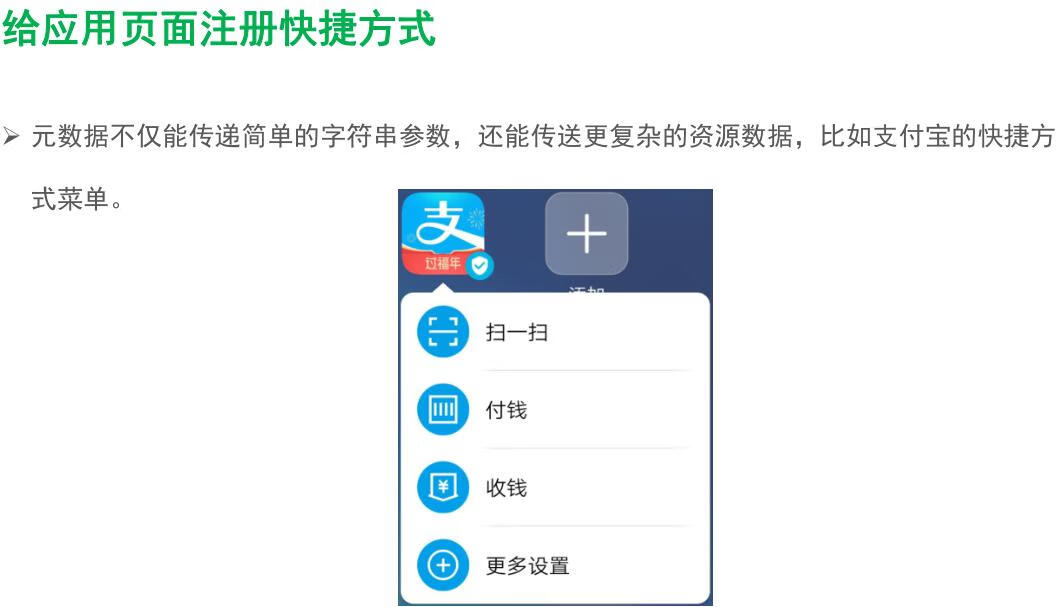 给应用页面注册快捷方式
➢ 元数据不仅能传递简单的字符串参数，还能传送更复杂的资源数据，比如支付宝的快捷方
式菜单。
支
过福年
添加
扫一扫
付钱
收钱
更多设置